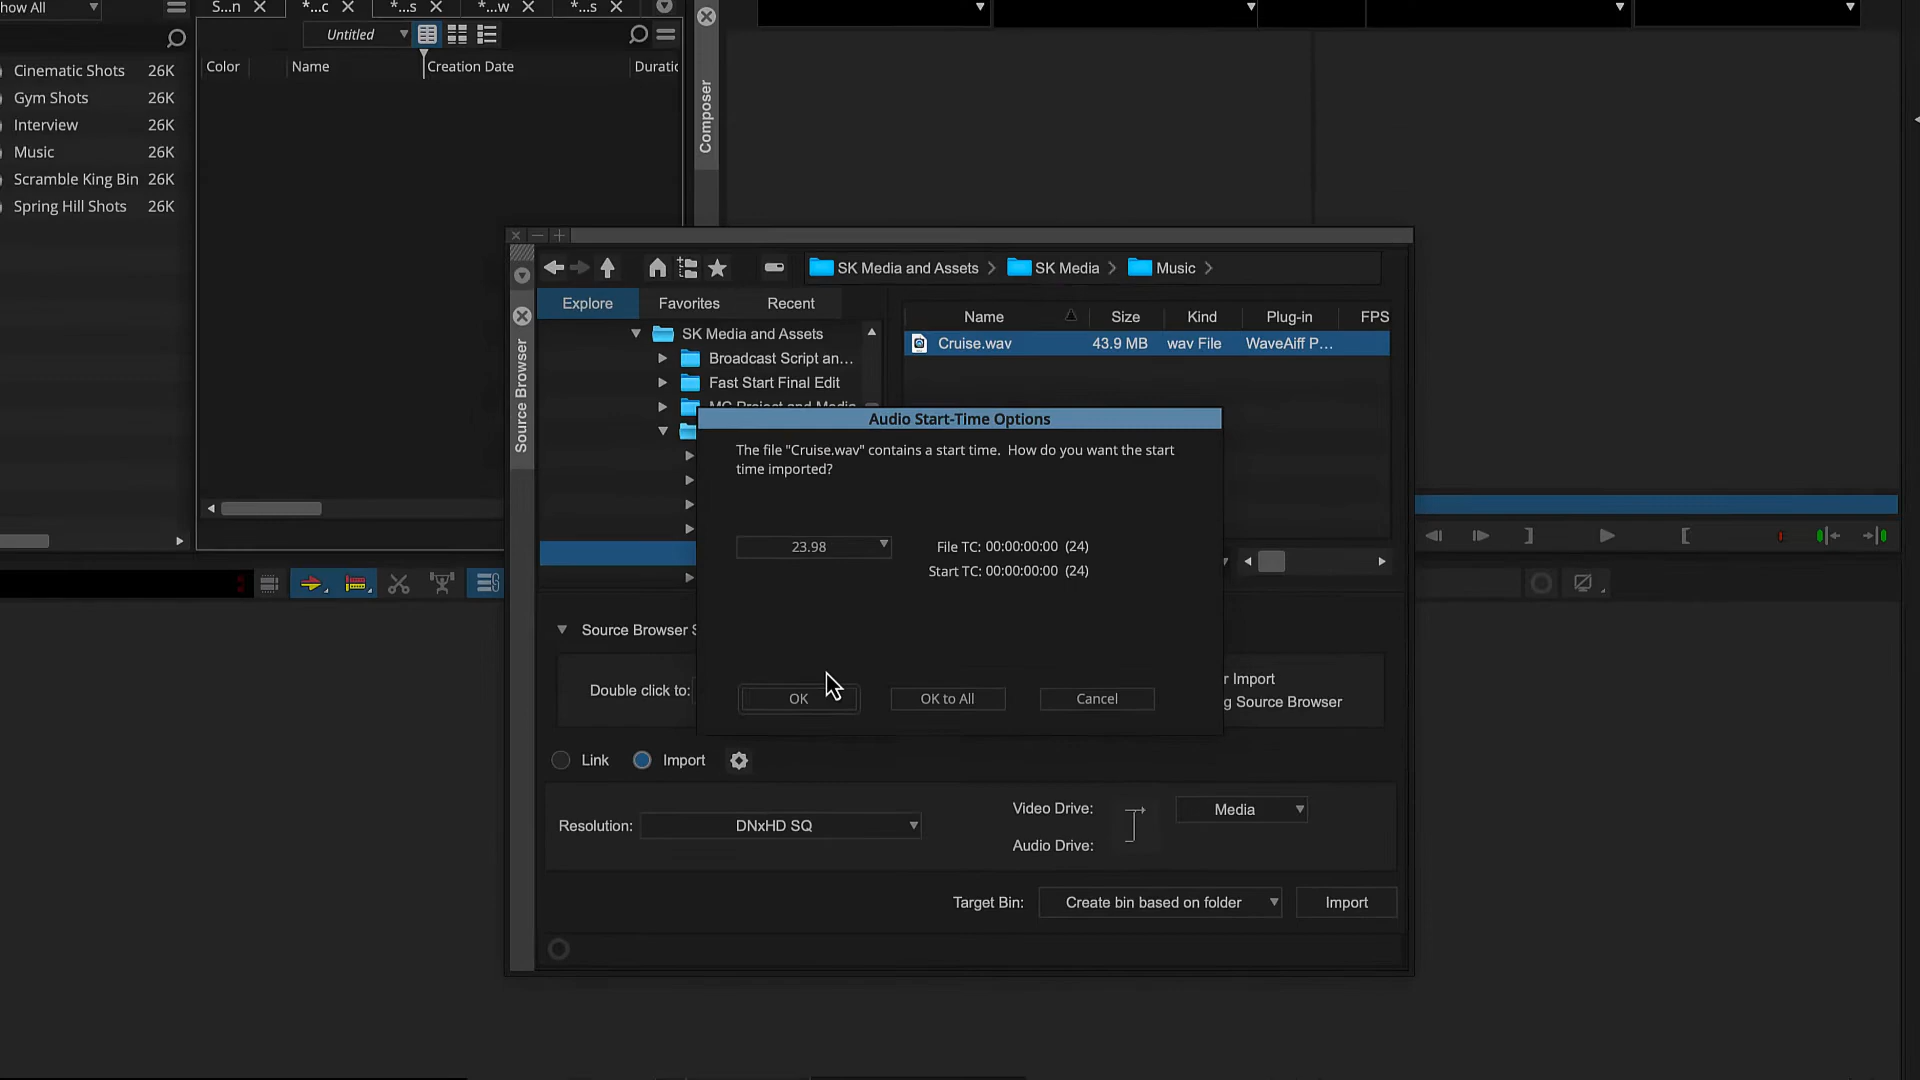 how All
S...n
*...c
*...s
*...w
*...s
Untitled
Color
Name
Creation Date
Duratic
Cinematic Shots 26K
Gym Shots 26K
Interview 26K
Music 26K
Scramble King Bin 26K
Spring Hill Shots 26K
Composer
Source Browser
SK Media and Assets
SK Media
Music
Explore
Favorites
Recent
SK Media and Assets
Broadcast Script an...
Fast Start Final Edit
MC Project and Media
Name
Size
Kind
Plug-in
FPS
Cruise.wav
43.9 MB
wav File
WaveAiff P...
Audio Start-Time Options
The file "Cruise.wav" contains a start time. How do you want the start
time imported?
23.98
File TC: 00:00:00:00 (24)
Start TC: 00:00:00:00 (24)
OK
OK to All
Cancel
Source Browser S
Double click to:
r Import
g Source Browser
Link
Import
Resolution:
DNxHD SQ
Video Drive:
Media
Audio Drive:
Target Bin:
Create bin based on folder
Import